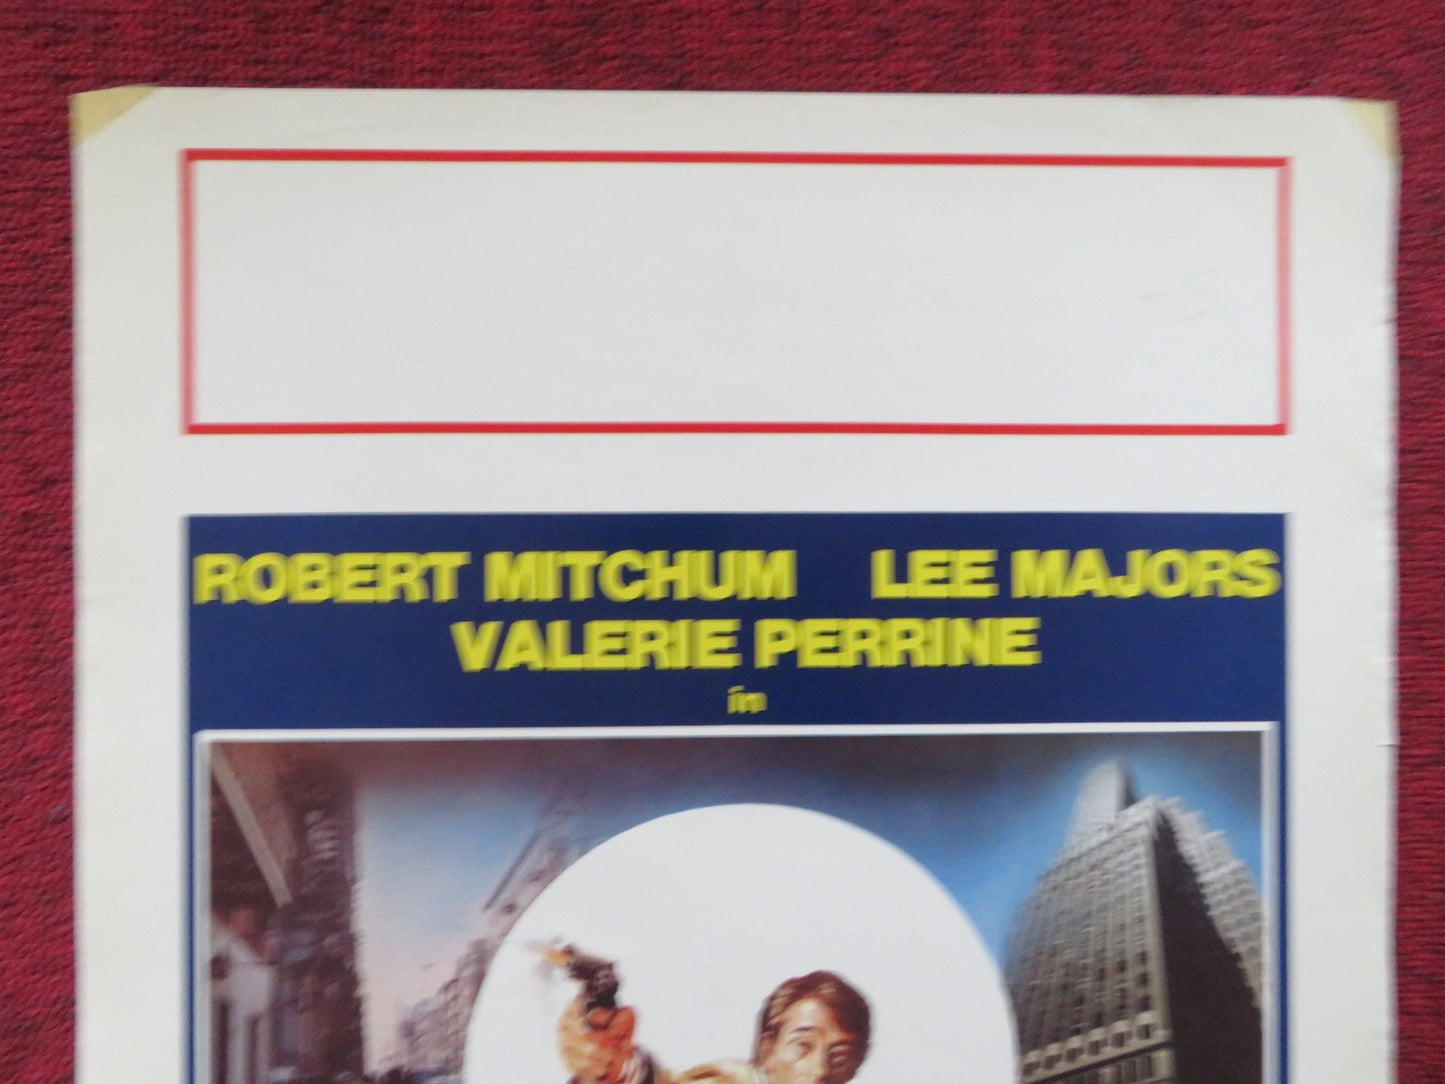 ROBERT MITCHUM LEE MAJORS
VALERIE PERRINE
in